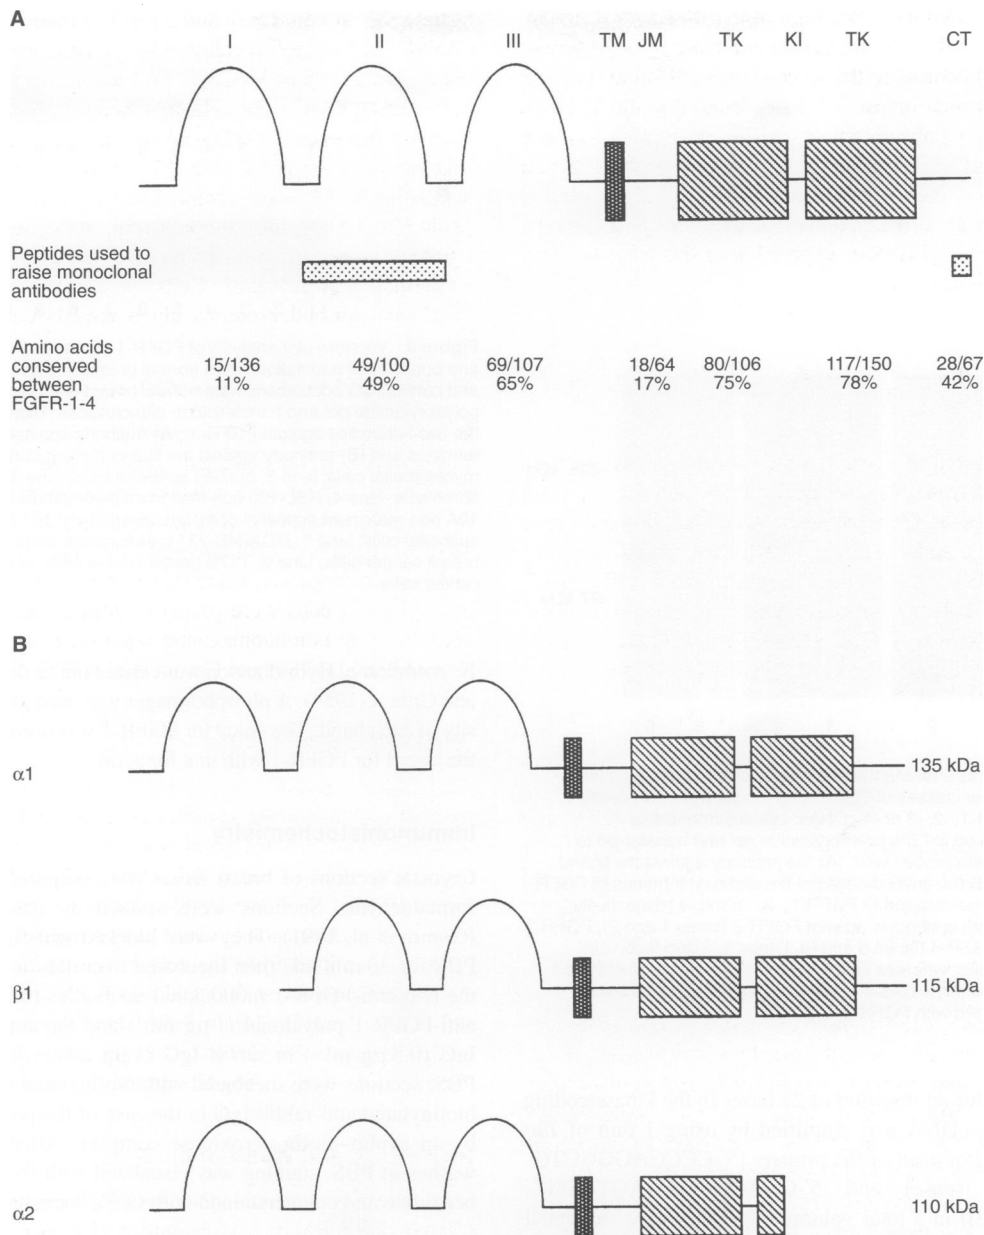 A
I II III TM JM TK KI TK CT
Peptides used to
raise monoclonal
antibodies
Amino acids
conserved
between
FGFR-1-4
15/136 49/100 69/107 18/64 80/106 117/150 28/67
11% 49% 65% 17% 75% 78% 42%
B
α1 135 kDa
β1 115 kDa
α2 110 kDa